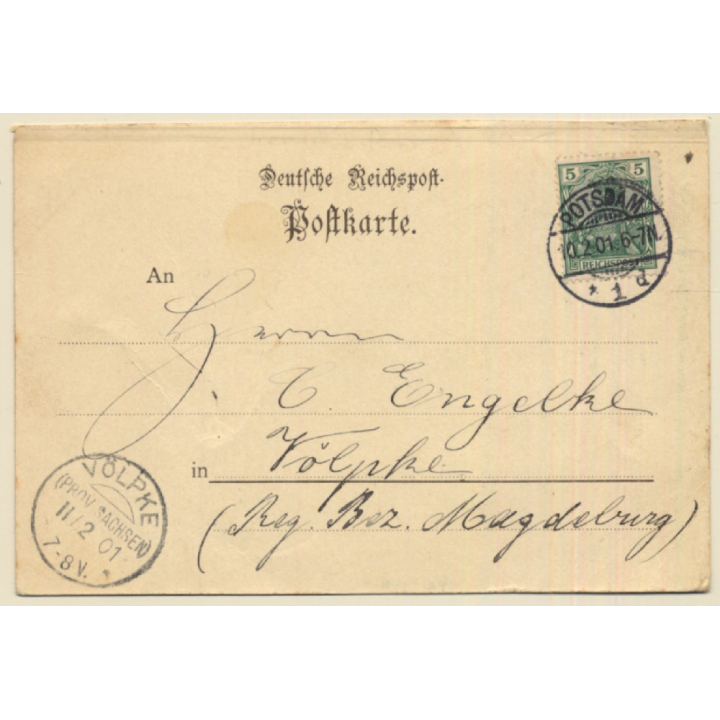 Deutsche Reichspost.
Postkarte.
5 5
REICHSPOST
POTSDAM
10.2.01.6-7N.
* 1 d
An Herrn
C. Engelke
in Völpke
(Reg. Bez. Magdeburg)
VÖLPKE
(PROV. SACHSEN)
11/2 01
7-8V.